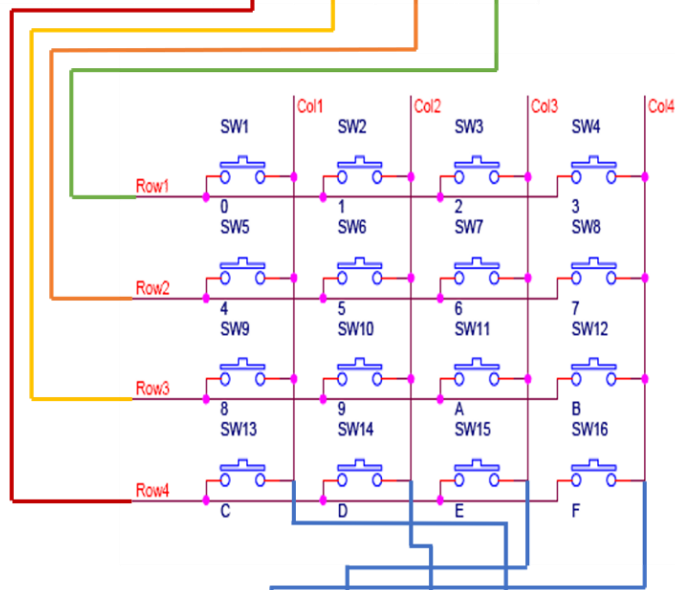 Col1 Col2 Col3 Col4
SW1 SW2 SW3 SW4
Row1
0 1 2 3
SW5 SW6 SW7 SW8
Row2
4 5 6 7
SW9 SW10 SW11 SW12
Row3
8 9 A B
SW13 SW14 SW15 SW16
Row4
C D E F